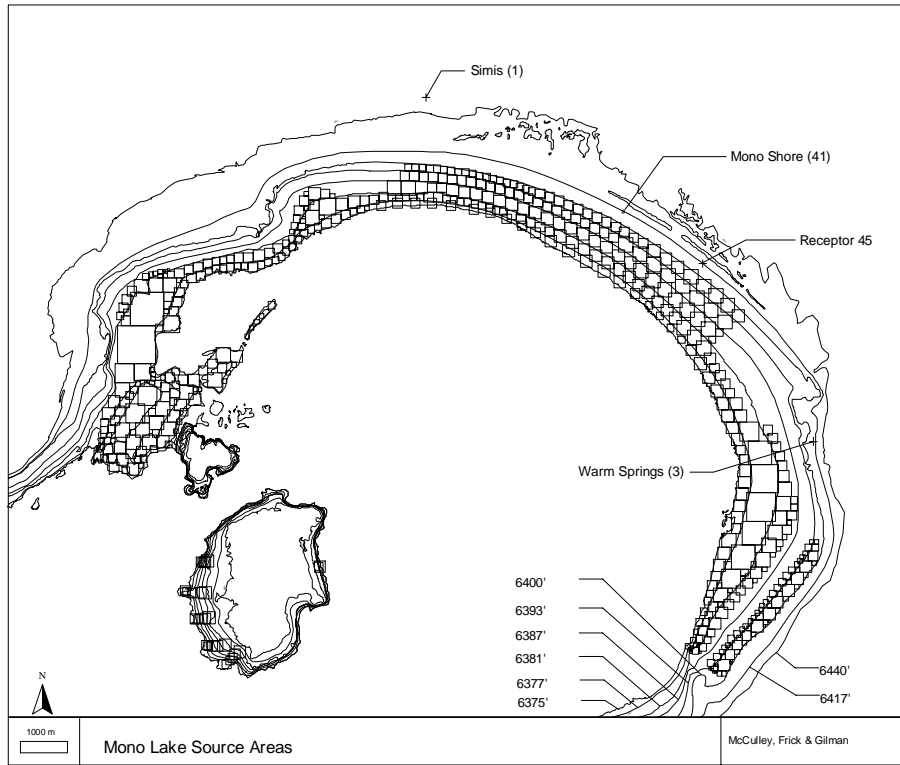 Simis (1)
Mono Shore (41)
Receptor 45
Warm Springs (3)
6400'
6393'
6387'
6381'
6377'
6375'
6440'
6417'
N
1000 m
Mono Lake Source Areas
McCulley, Frick & Gilman